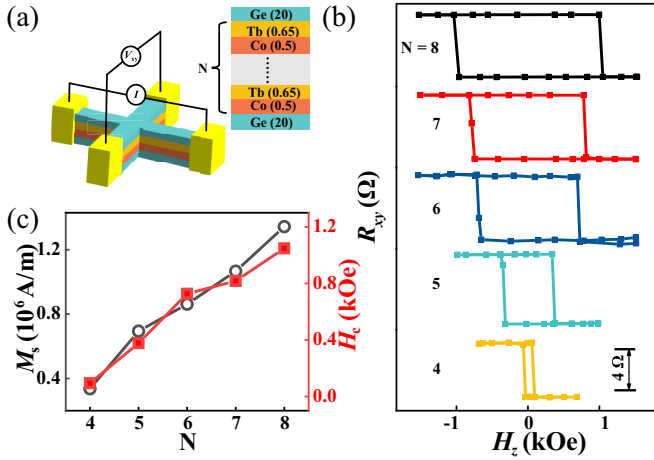 (a)
V_xy
I
N
Ge (20)
Tb (0.65)
Co (0.5)
Tb (0.65)
Co (0.5)
Ge (20)
(b)
R_xy (Ω)
N = 8
7
6
5
4
4 Ω
-1 0 1
H_z (kOe)
(c)
M_s (10⁶ A/m)
1.2
0.8
0.4
H_c (kOe)
1.2
0.8
0.4
0.0
4 5 6 7 8
N